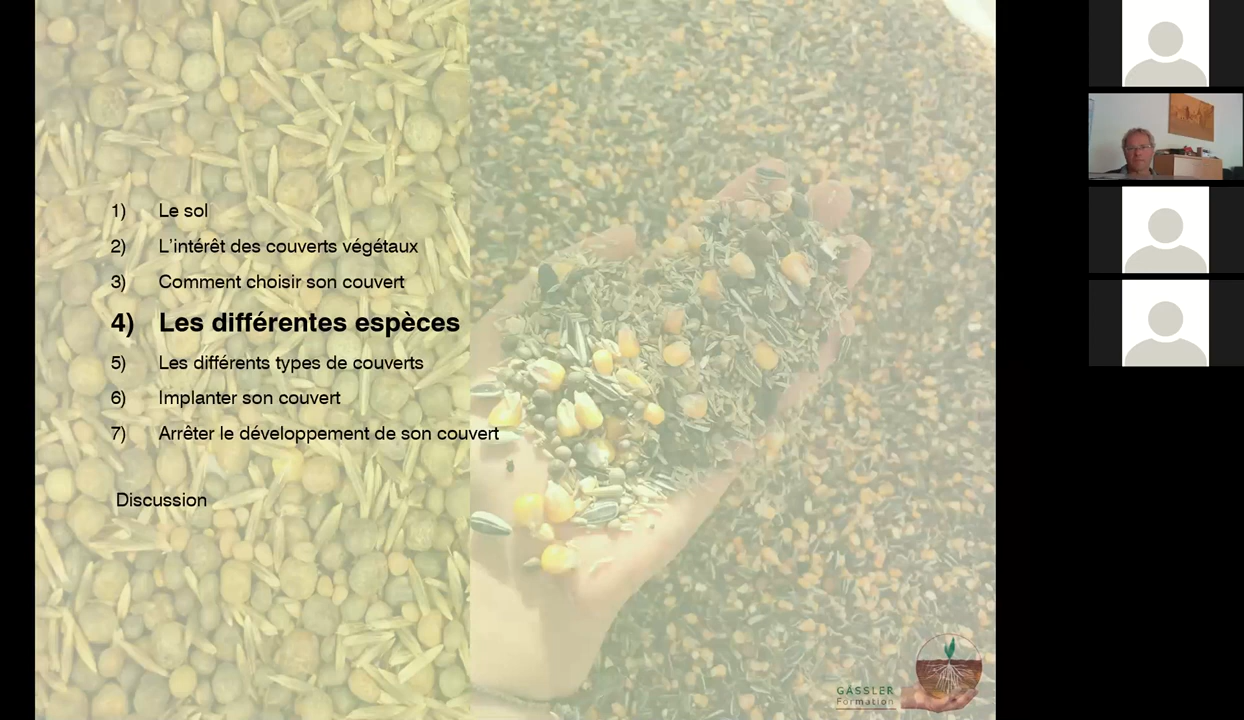 1) Le sol
2) L’intérêt des couverts végétaux
3) Comment choisir son couvert
4) Les différentes espèces
5) Les différents types de couverts
6) Implanter son couvert
7) Arrêter le développement de son couvert
Discussion
GÄSSLER
Formation